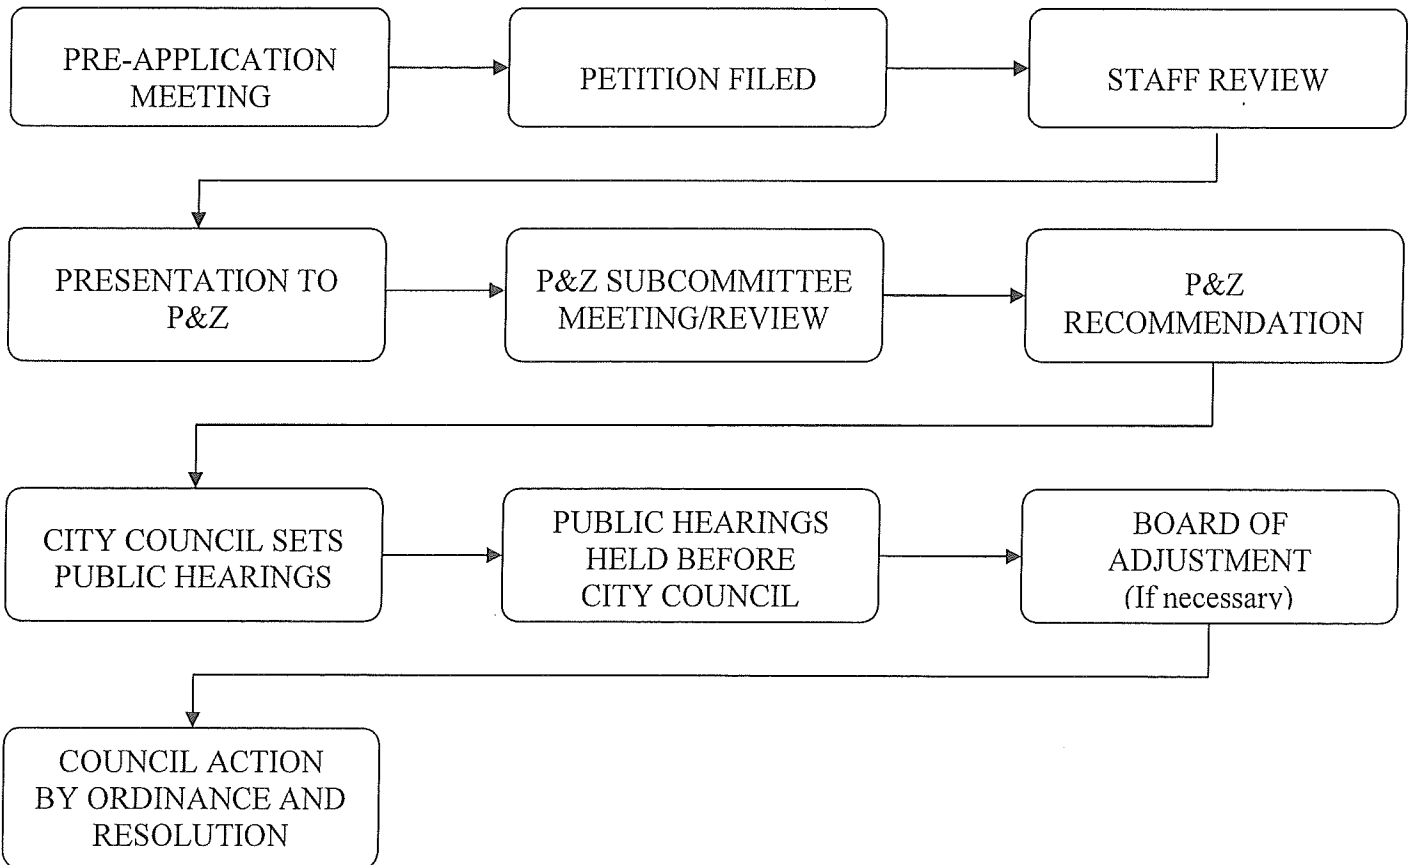 PRE-APPLICATION
MEETING
PETITION FILED
STAFF REVIEW
PRESENTATION TO
P&Z
P&Z SUBCOMMITTEE
MEETING/REVIEW
P&Z
RECOMMENDATION
CITY COUNCIL SETS
PUBLIC HEARINGS
PUBLIC HEARINGS
HELD BEFORE
CITY COUNCIL
BOARD OF
ADJUSTMENT
(If necessary)
COUNCIL ACTION
BY ORDINANCE AND
RESOLUTION